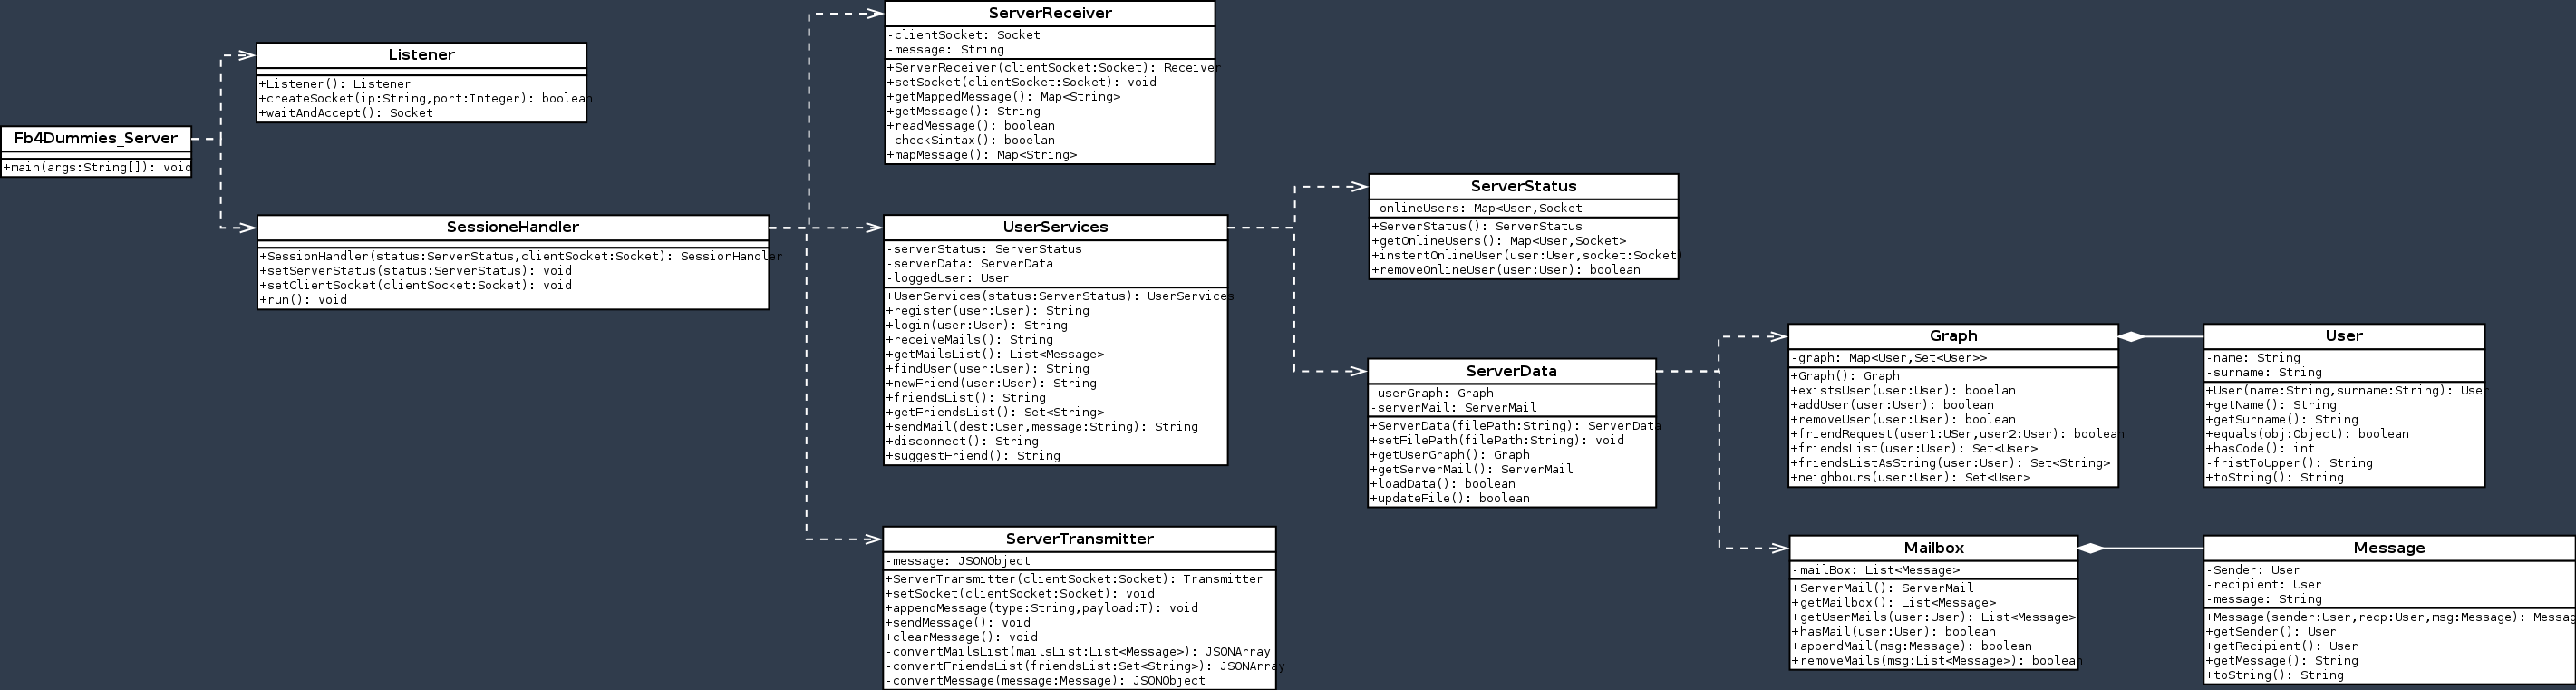 Fb4Dummies_Server
+main(args:String[]): void
Listener
+Listener(): Listener
+createSocket(ip:String,port:Integer): boolean
+waitAndAccept(): Socket
SessioneHandler
+SessionHandler(status:ServerStatus,clientSocket:Socket): SessionHandler
+setServerStatus(status:ServerStatus): void
+setClientSocket(clientSocket:Socket): void
+run(): void
ServerReceiver
-clientSocket: Socket
-message: String
+ServerReceiver(clientSocket:Socket): Receiver
+setSocket(clientSocket:Socket): void
+getMappedMessage(): Map<String>
+getMessage(): String
+readMessage(): boolean
-checkSintax(): booelan
+mapMessage(): Map<String>
UserServices
-serverStatus: ServerStatus
-serverData: ServerData
-loggedUser: User
+UserServices(status:ServerStatus): UserServices
+register(user:User): String
+login(user:User): String
+receiveMails(): String
+getMailsList(): List<Message>
+findUser(user:User): String
+newFriend(user:User): String
+friendsList(): String
+getFriendsList(): Set<String>
+sendMail(dest:User,message:String): String
+disconnect(): String
+suggestFriend(): String
ServerTransmitter
-message: JSONObject
+ServerTransmitter(clientSocket:Socket): Transmitter
+setSocket(clientSocket:Socket): void
+appendMessage(type:String,payload:T): void
+sendMessage(): void
+clearMessage(): void
-convertMailsList(mailsList:List<Message>): JSONArray
-convertFriendsList(friendsList:Set<String>): JSONArray
-convertMessage(message:Message): JSONObject
ServerStatus
-onlineUsers: Map<User,Socket
+ServerStatus(): ServerStatus
+getOnlineUsers(): Map<User,Socket>
+instertOnlineUser(user:User,socket:Socket)
+removeOnlineUser(user:User): boolean
ServerData
-userGraph: Graph
-serverMail: ServerMail
+ServerData(filePath:String): ServerData
+setFilePath(filePath:String): void
+getUserGraph(): Graph
+getServerMail(): ServerMail
+loadData(): boolean
+updateFile(): boolean
Graph
-graph: Map<User,Set<User>>
+Graph(): Graph
+existsUser(user:User): booelan
+addUser(user:User): boolean
+removeUser(user:User): boolean
+friendRequest(user1:USer,user2:User): boolean
+friendsList(user:User): Set<User>
+friendsListAsString(user:User): Set<String>
+neighbours(user:User): Set<User>
User
-name: String
-surname: String
+User(name:String,surname:String): User
+getName(): String
+getSurname(): String
+equals(obj:Object): boolean
+hasCode(): int
-fristToUpper(): String
+toString(): String
Mailbox
-mailBox: List<Message>
+ServerMail(): ServerMail
+getMailbox(): List<Message>
+getUserMails(user:User): List<Message>
+hasMail(user:User): boolean
+appendMail(msg:Message): boolean
+removeMails(msg:List<Message>): boolean
Message
-Sender: User
-recipient: User
-message: String
+Message(sender:User,recp:User,msg:Message): Messag
+getSender(): User
+getRecipient(): User
+getMessage(): String
+toString(): String